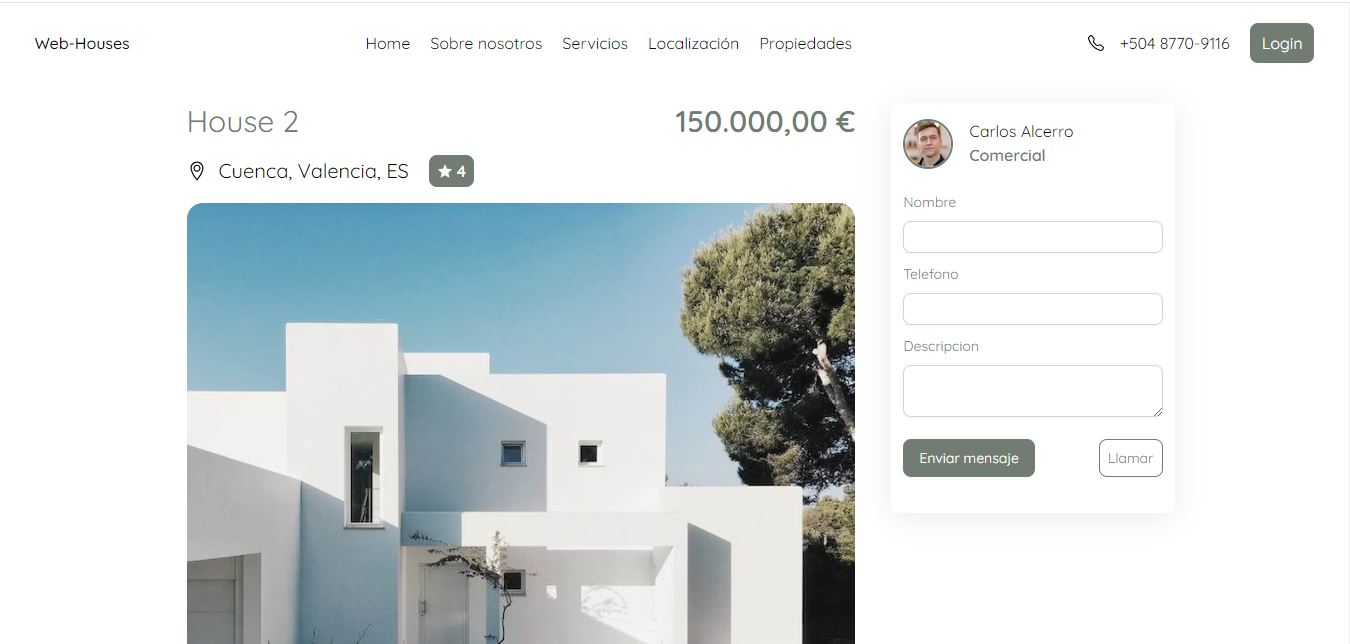 Web-Houses
Home Sobre nosotros Servicios Localización Propiedades
+504 8770-9116
Login
House 2
150.000,00 €
Cuenca, Valencia, ES
★ 4
Carlos Alcerro
Comercial
Nombre
Telefono
Descripcion
Enviar mensaje
Llamar